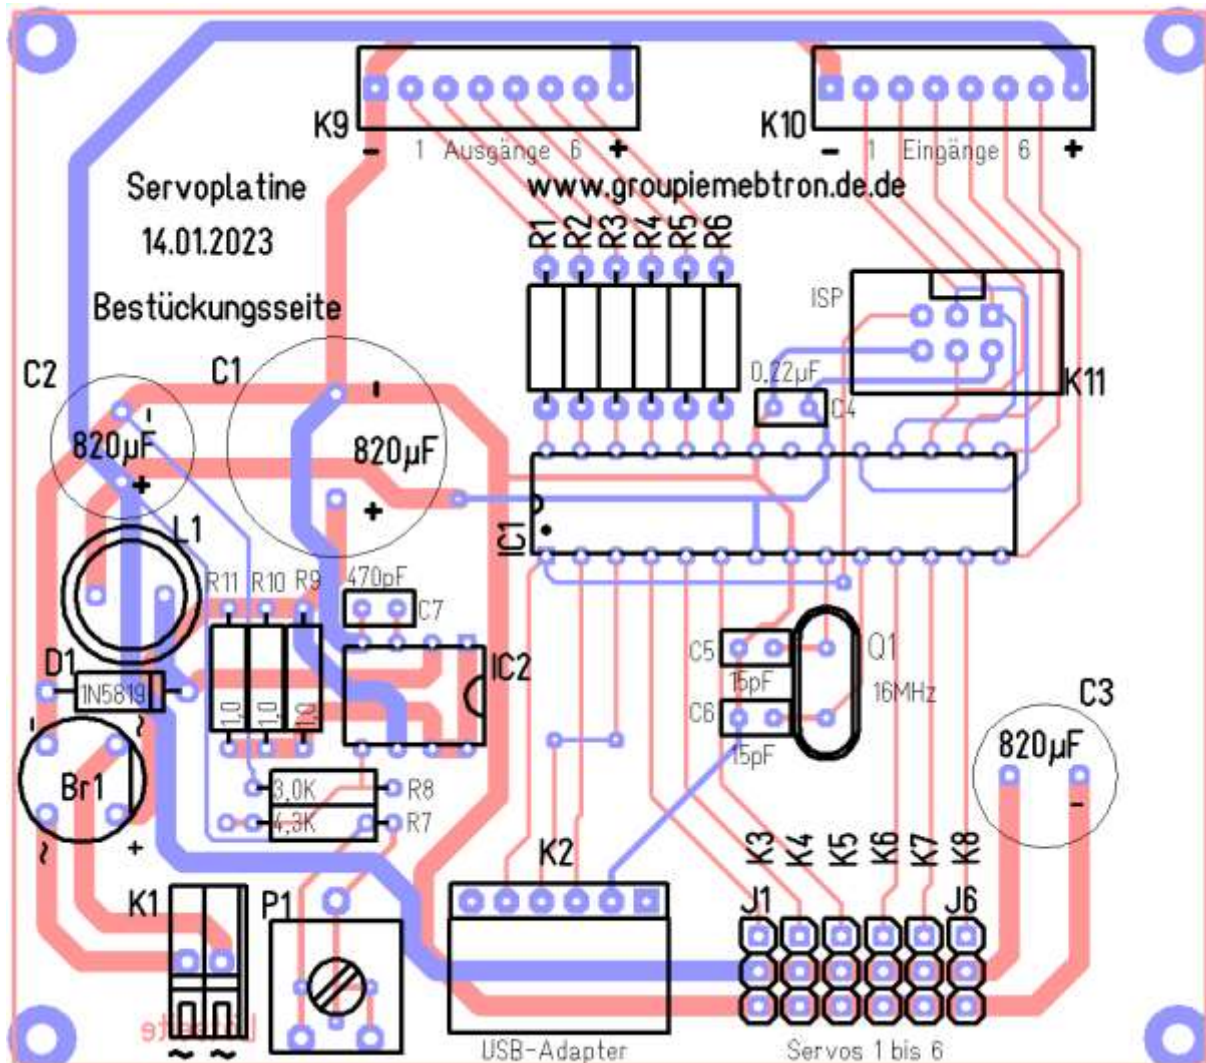 K9
- 1 Ausgänge 6 +
K10
- 1 Eingänge 6 +
Servoplatine
www.groupiemebtron.de.de
14.01.2023
R1 R2 R3 R4 R5 R6
Bestückungsseite
ISP
K11
C2
C1
-
-
0,22µF
C4
820µF
820µF
+
+
L1
IC1
R11 R10 R9
470pF
C7
D1
1N5819
IC2
C5
15pF
Q1
16MHz
C3
1,0 1,0 1,0
C6
15pF
820µF
-
- ~
Br1
~ +
3,0K R8
4,3K R7
K1
P1
K2
K3 K4 K5 K6 K7 K8
J1 J6
Lötseite
~ ~
USB-Adapter
Servos 1 bis 6